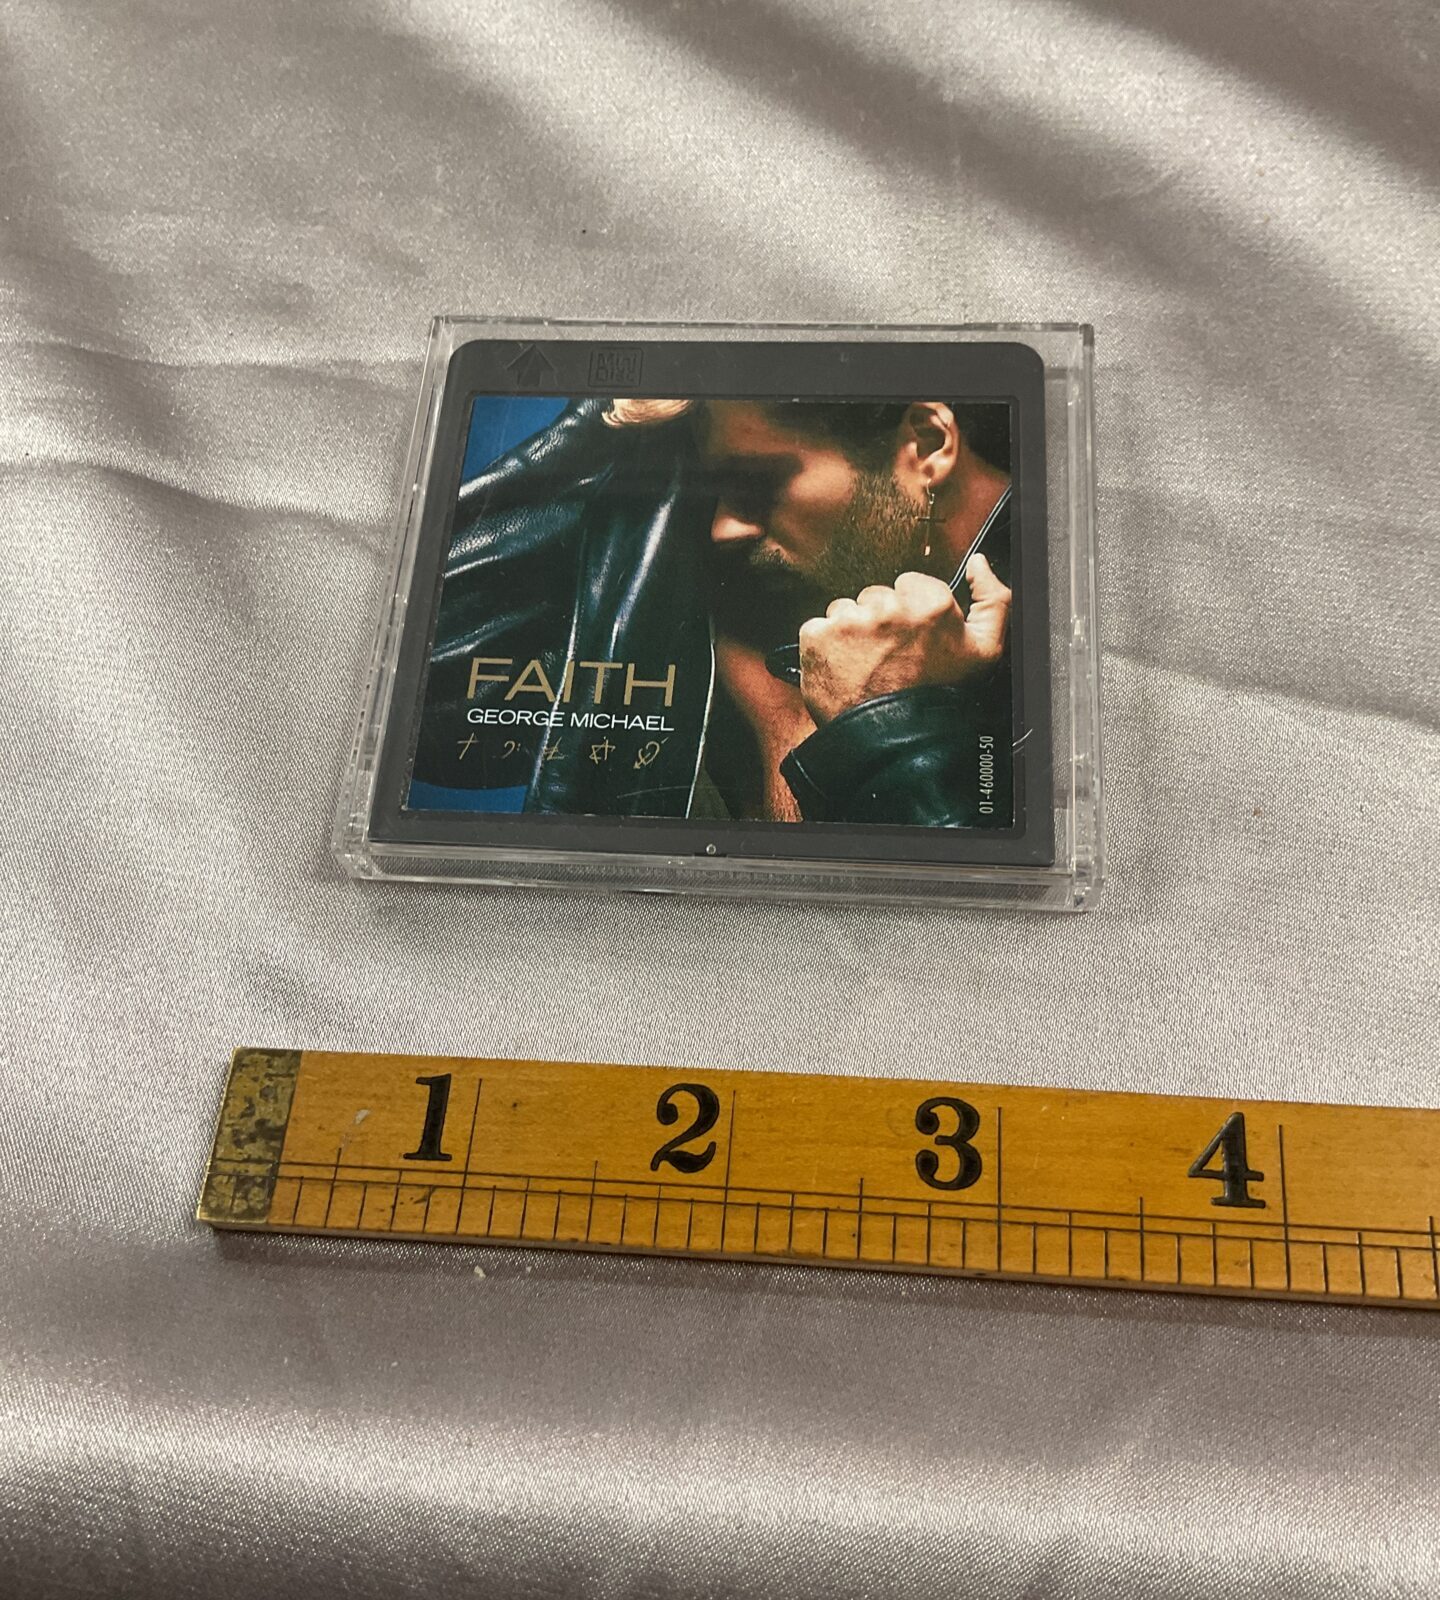 Mini
Disc
FAITH
GEORGE MICHAEL
01-460000-50
1 2 3 4